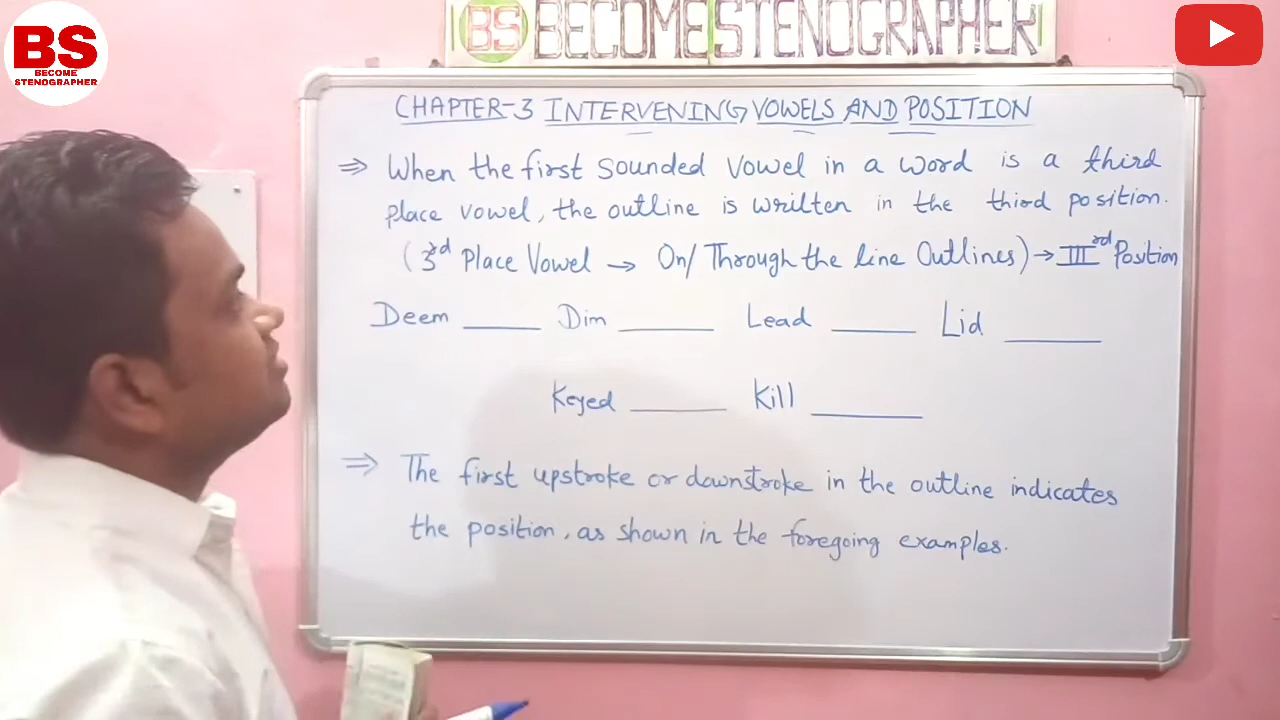 BS
BECOME
STENOGRAPHER
BS BECOME STENOGRAPHER
CHAPTER-3 INTERVENING VOWELS AND POSITION
⇒ When the first sounded vowel in a word is a third
place vowel, the outline is written in the third position.
(3rd Place Vowel → On/Through the line Outlines) → IIIrd Position
Deem ____ Dim ____ Lead ____ Lid ____
Keyed ____ Kill ____
⇒ The first upstroke or downstroke in the outline indicates
the position, as shown in the foregoing examples.